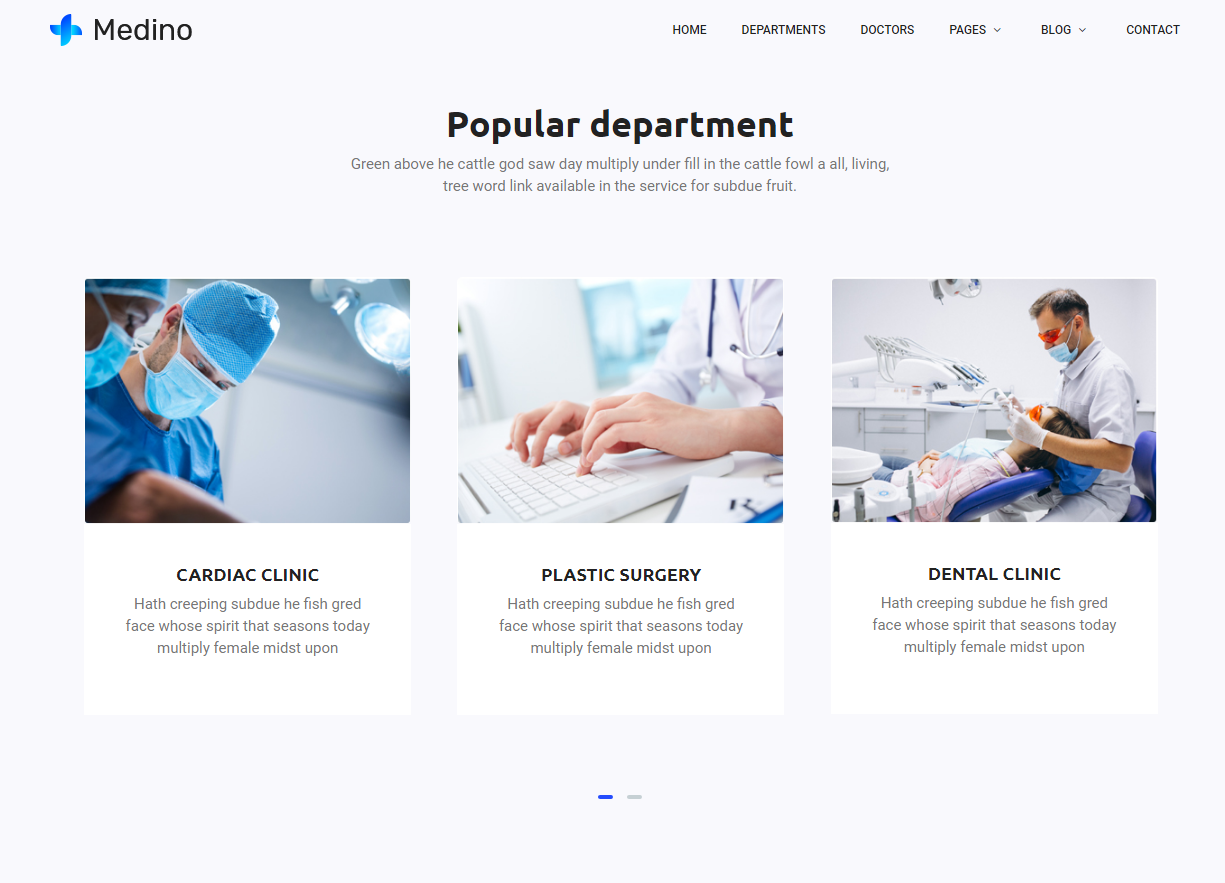 Medino
HOME DEPARTMENTS DOCTORS PAGES BLOG CONTACT
Popular department
Green above he cattle god saw day multiply under fill in the cattle fowl a all, living,
tree word link available in the service for subdue fruit.
CARDIAC CLINIC
Hath creeping subdue he fish gred
face whose spirit that seasons today
multiply female midst upon
PLASTIC SURGERY
Hath creeping subdue he fish gred
face whose spirit that seasons today
multiply female midst upon
DENTAL CLINIC
Hath creeping subdue he fish gred
face whose spirit that seasons today
multiply female midst upon